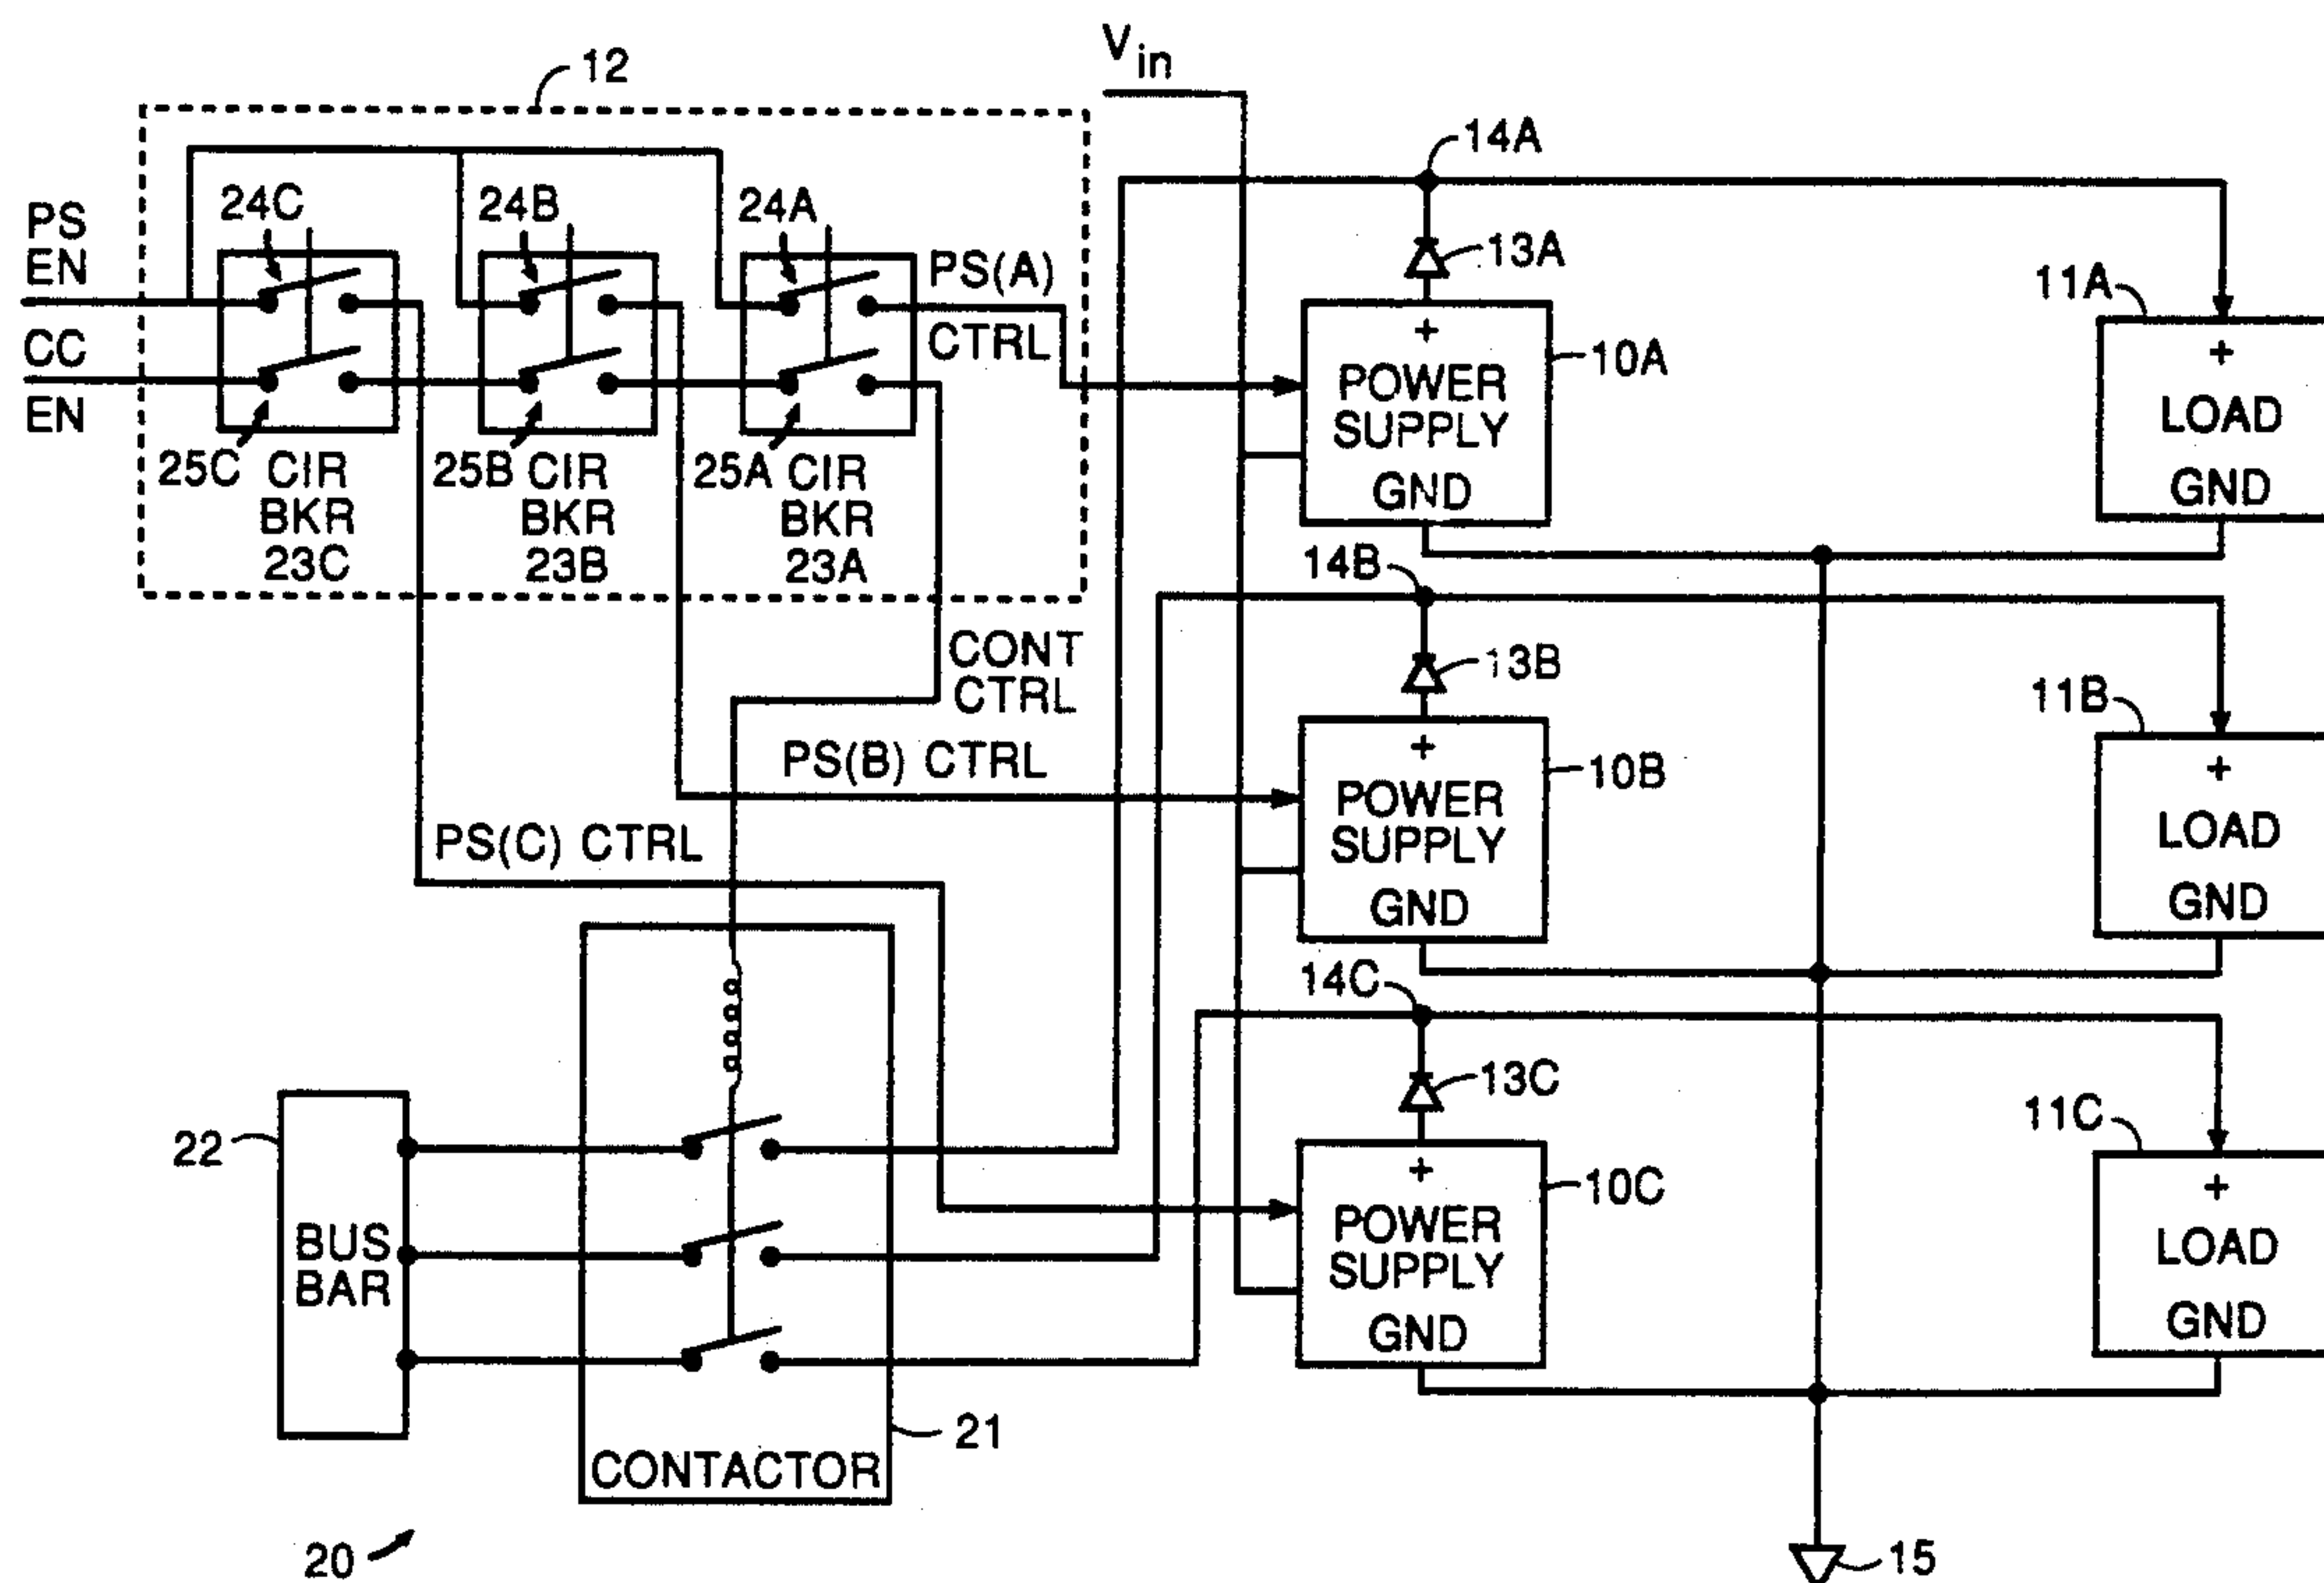 12
V in
14A
24C
24B
24A
PS
EN
PS(A)
CTRL
13A
11A
CC
EN
+
POWER
SUPPLY
GND
10A
+
LOAD
GND
25C CIR
BKR
23C
25B CIR
BKR
23B
25A CIR
BKR
23A
14B
CONT
CTRL
13B
11B
PS(B) CTRL
+
POWER
SUPPLY
GND
10B
+
LOAD
GND
PS(C) CTRL
14C
13C
11C
22
BUS
BAR
+
POWER
SUPPLY
GND
10C
+
LOAD
GND
CONTACTOR
21
20
15